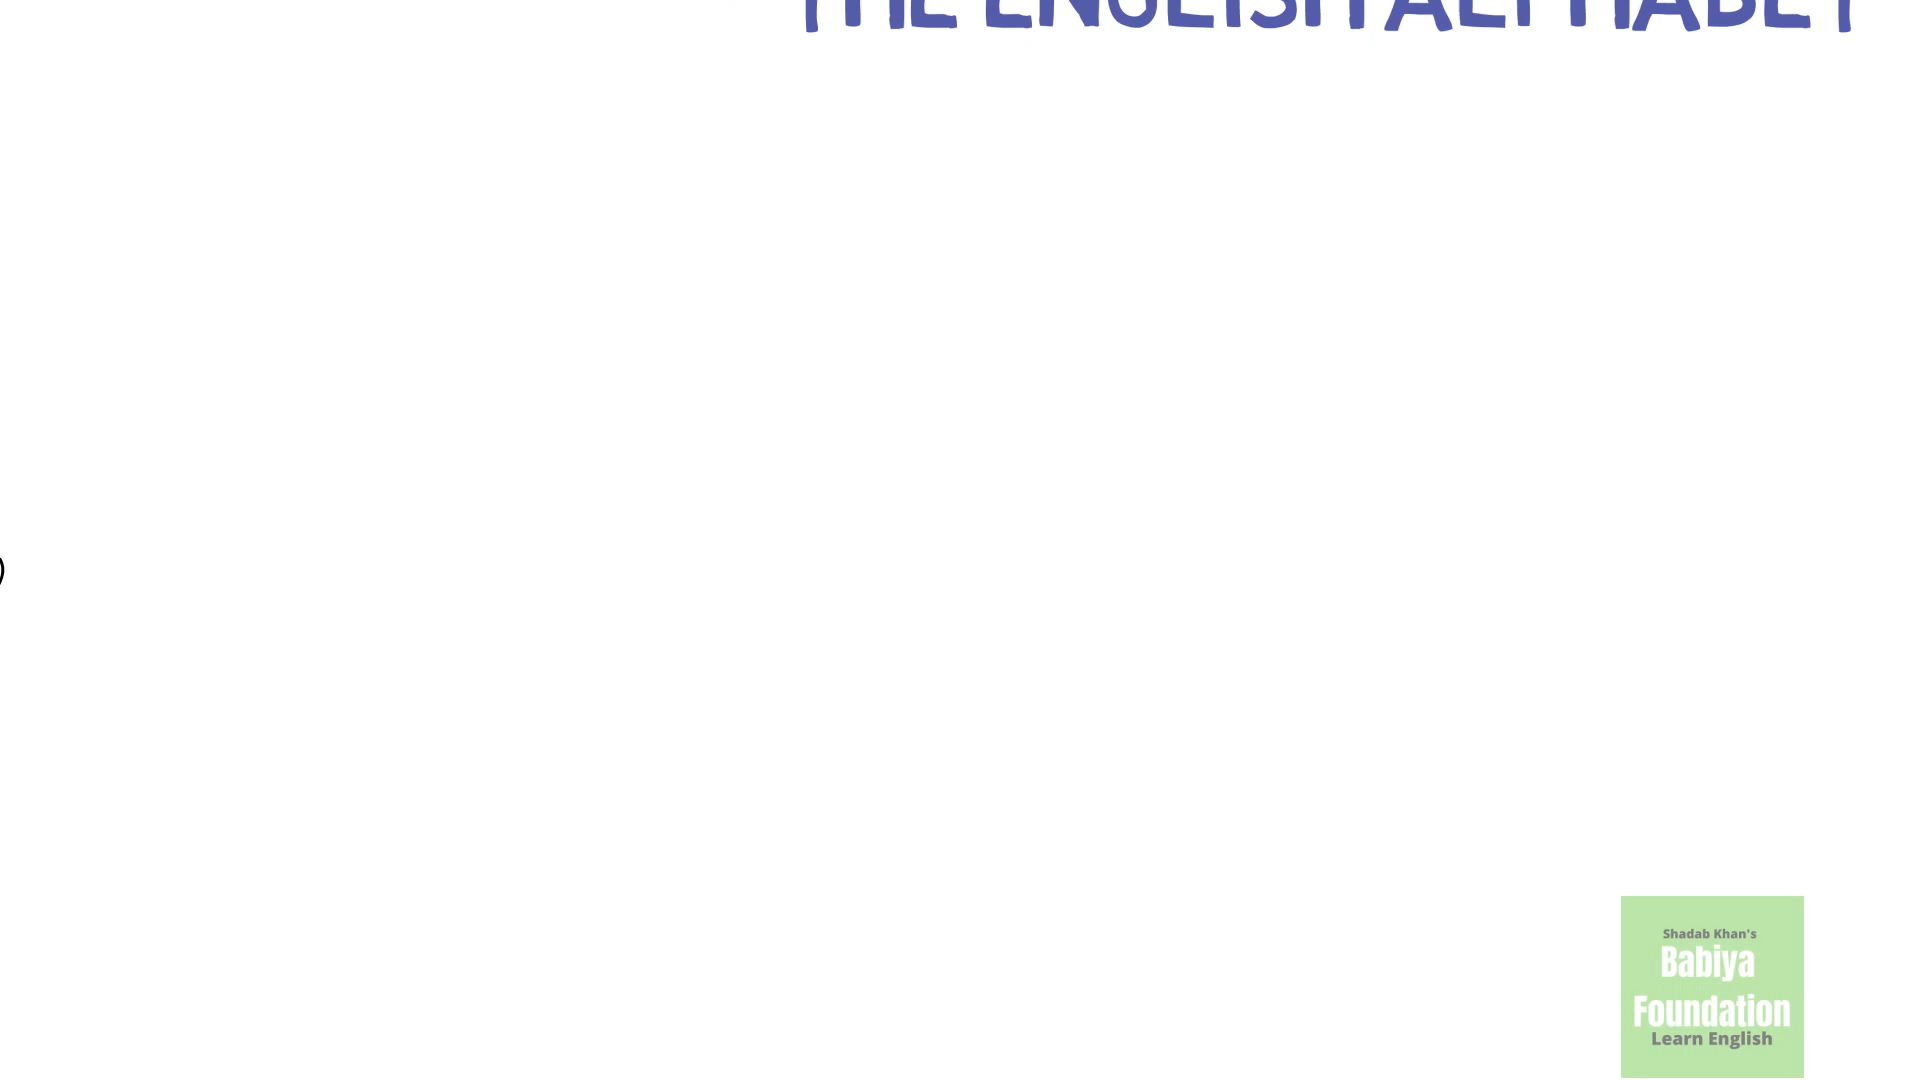 THE ENGLISH ALPHABET
)
Shadab Khan's
Babiya
Foundation
Learn English